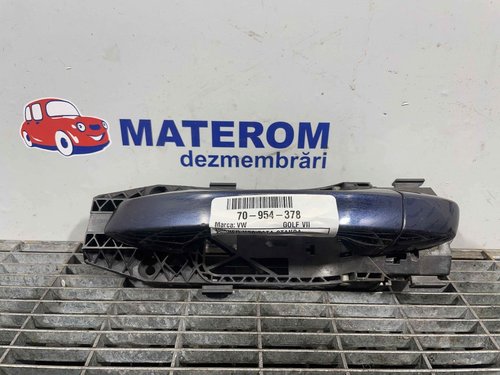 MATEROM
dezmembrări
70-954-378
Marca: VW GOLF VII